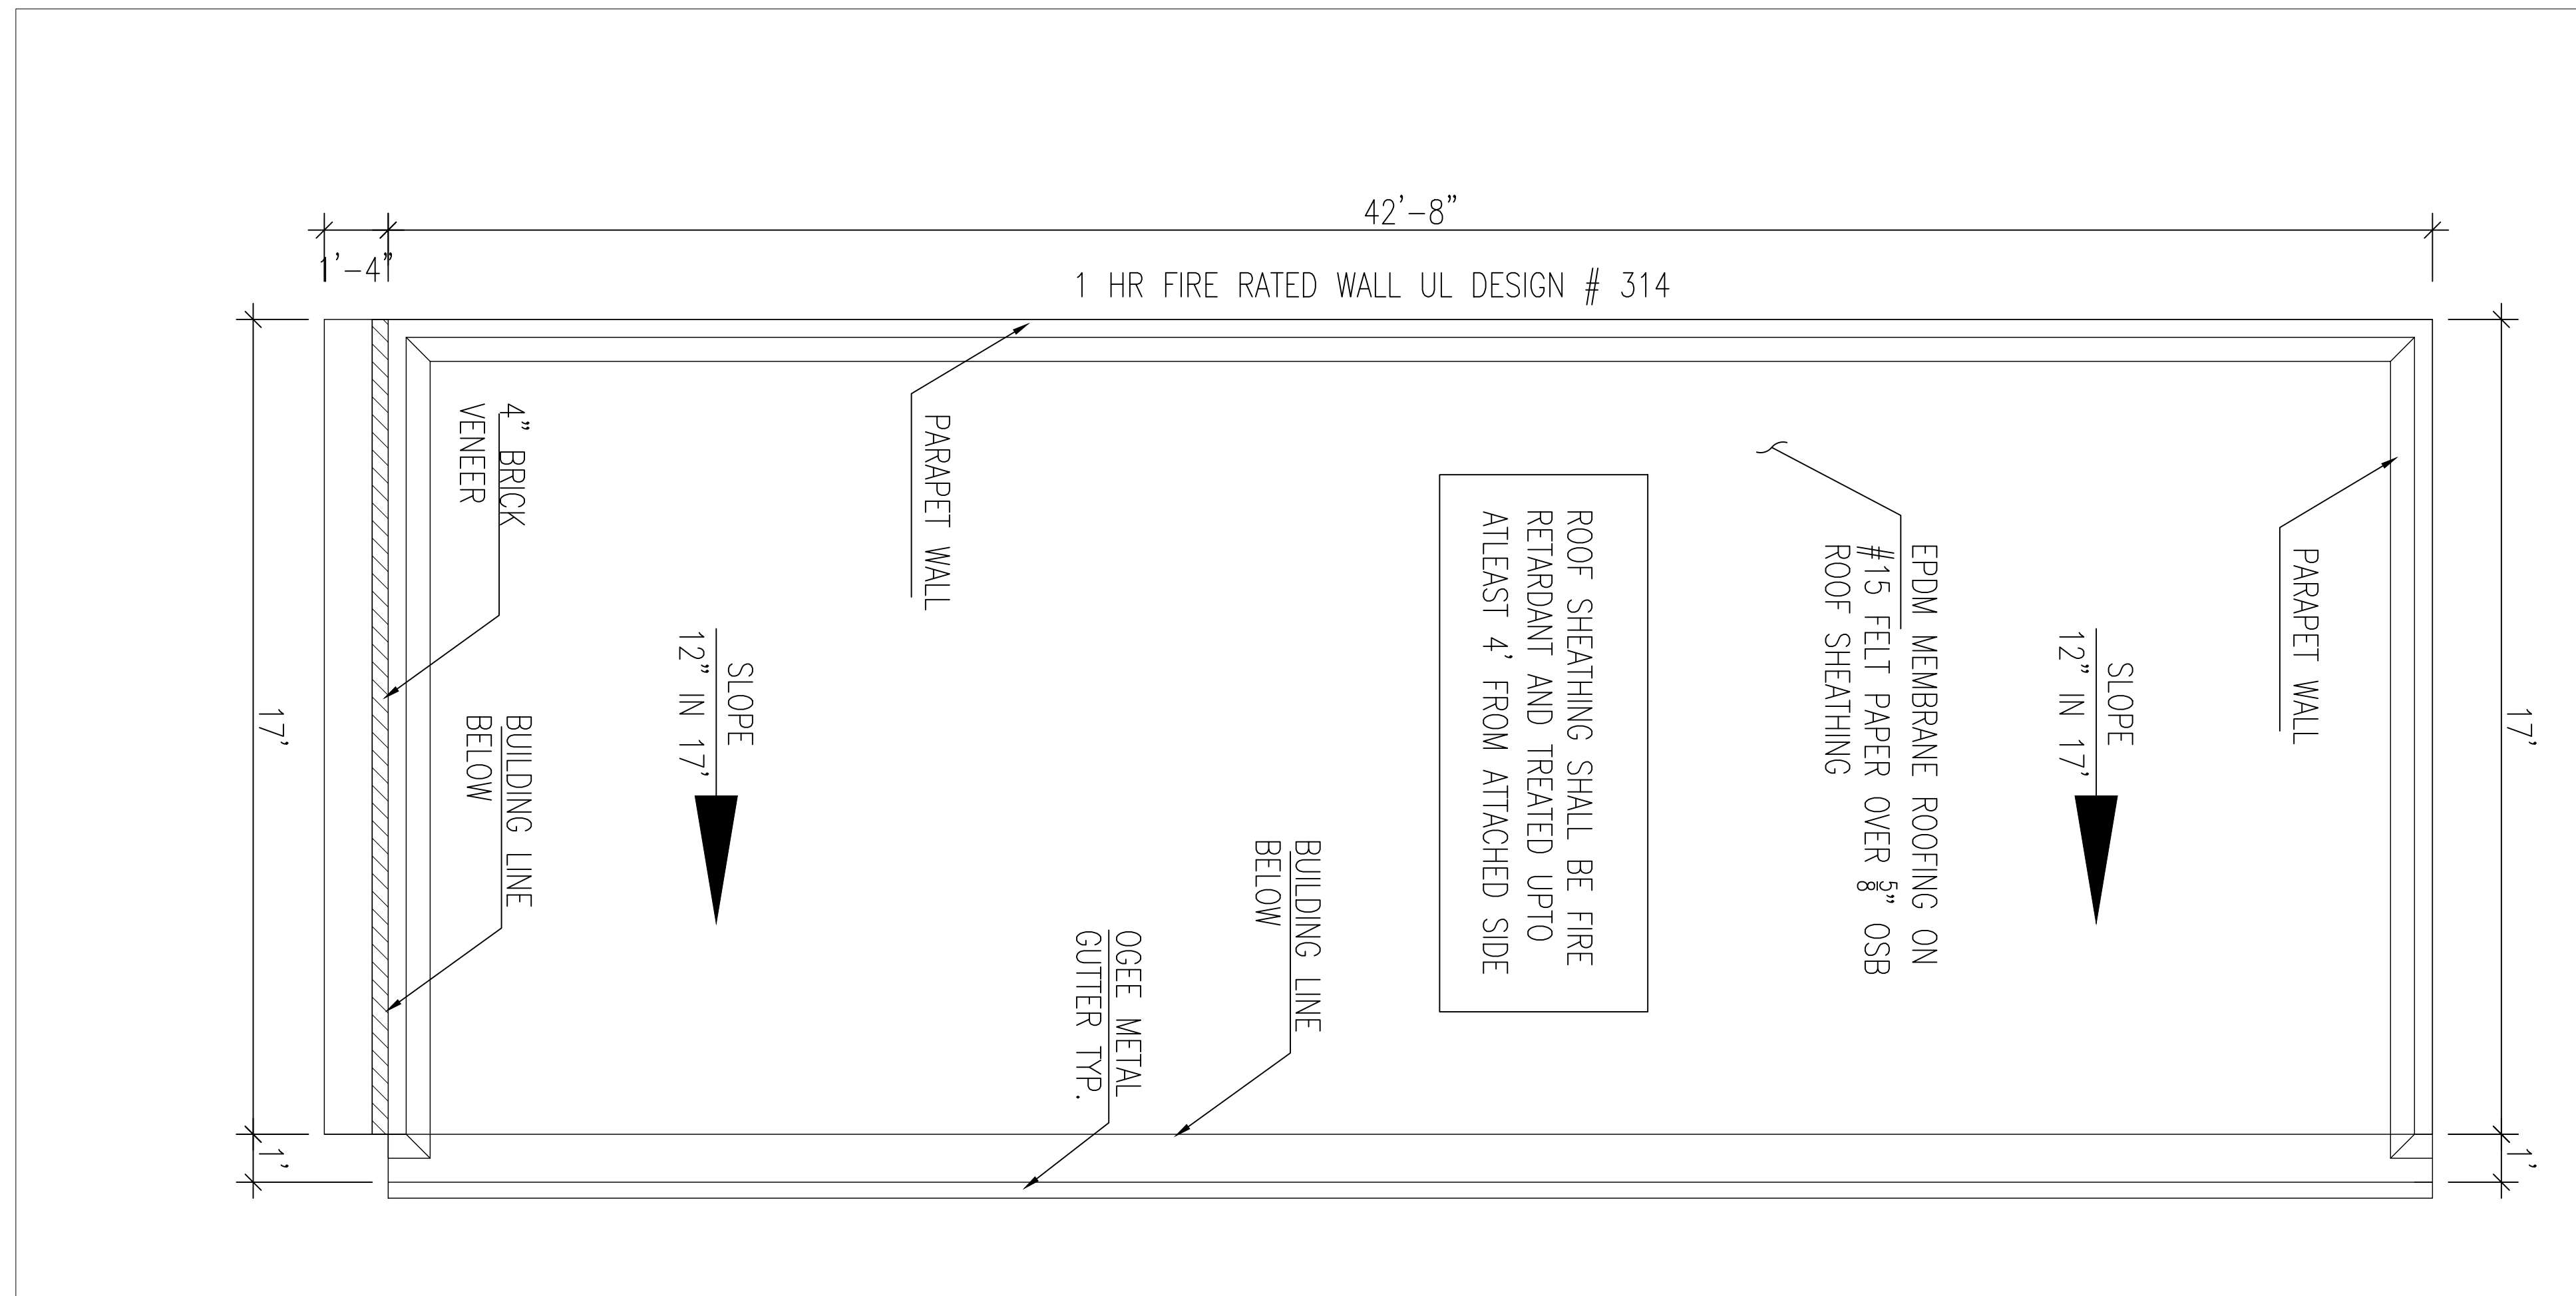 42'-8"
1'-4"
1 HR FIRE RATED WALL UL DESIGN # 314
4" BRICK
VENEER
PARAPET WALL
PARAPET WALL
ROOF SHEATHING SHALL BE FIRE
RETARDANT AND TREATED UPTO
ATLEAST 4' FROM ATTACHED SIDE
EPDM MEMBRANE ROOFING ON
#15 FELT PAPER OVER 5/8" OSB
ROOF SHEATHING
SLOPE
12" IN 17'
SLOPE
12" IN 17'
17'
17'
BUILDING LINE
BELOW
BUILDING LINE
BELOW
OGEE METAL
GUTTER TYP.
1'
1'